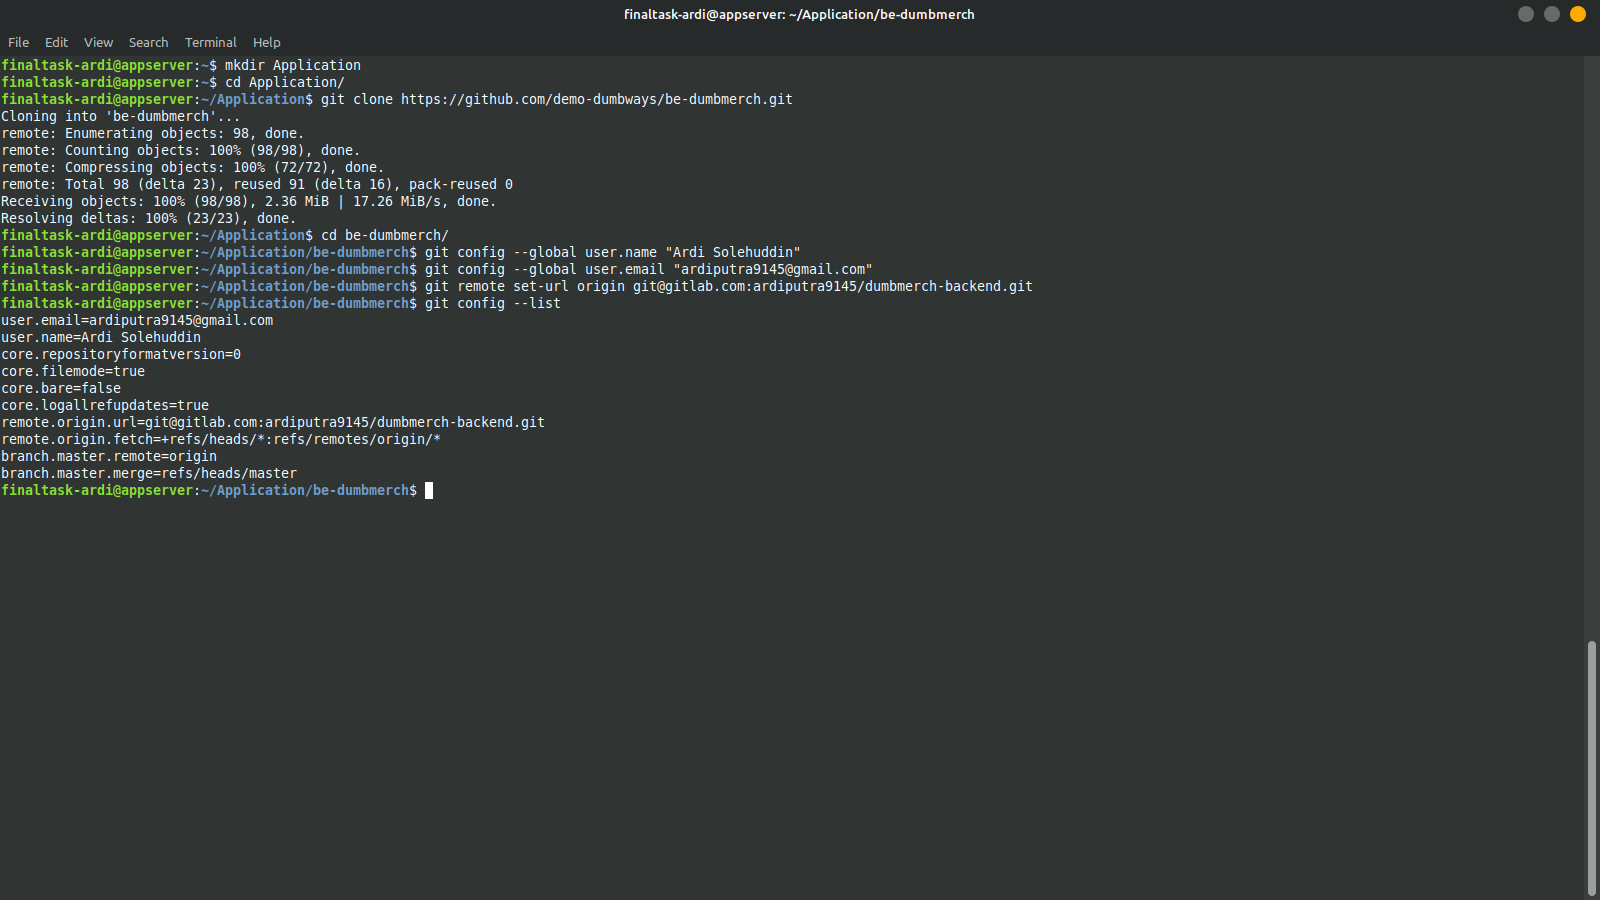 finaltask-ardi@appserver: ~/Application/be-dumbmerch
File Edit View Search Terminal Help
finaltask-ardi@appserver:~$ mkdir Application
finaltask-ardi@appserver:~$ cd Application/
finaltask-ardi@appserver:~/Application$ git clone https://github.com/demo-dumbways/be-dumbmerch.git
Cloning into 'be-dumbmerch'...
remote: Enumerating objects: 98, done.
remote: Counting objects: 100% (98/98), done.
remote: Compressing objects: 100% (72/72), done.
remote: Total 98 (delta 23), reused 91 (delta 16), pack-reused 0
Receiving objects: 100% (98/98), 2.36 MiB | 17.26 MiB/s, done.
Resolving deltas: 100% (23/23), done.
finaltask-ardi@appserver:~/Application$ cd be-dumbmerch/
finaltask-ardi@appserver:~/Application/be-dumbmerch$ git config --global user.name "Ardi Solehuddin"
finaltask-ardi@appserver:~/Application/be-dumbmerch$ git config --global user.email "ardiputra9145@gmail.com"
finaltask-ardi@appserver:~/Application/be-dumbmerch$ git remote set-url origin git@gitlab.com:ardiputra9145/dumbmerch-backend.git
finaltask-ardi@appserver:~/Application/be-dumbmerch$ git config --list
user.email=ardiputra9145@gmail.com
user.name=Ardi Solehuddin
core.repositoryformatversion=0
core.filemode=true
core.bare=false
core.logallrefupdates=true
remote.origin.url=git@gitlab.com:ardiputra9145/dumbmerch-backend.git
remote.origin.fetch=+refs/heads/*:refs/remotes/origin/*
branch.master.remote=origin
branch.master.merge=refs/heads/master
finaltask-ardi@appserver:~/Application/be-dumbmerch$